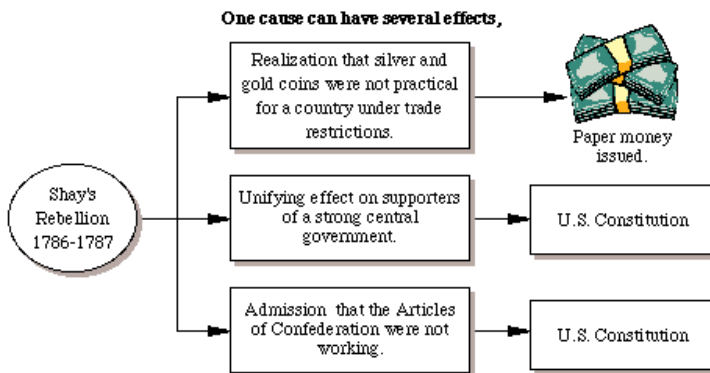 One cause can have several effects,
Realization that silver and
gold coins were not practical
for a country under trade
restrictions.
Paper money
issued.
Shay's
Rebellion
1786-1787
Unifying effect on supporters
of a strong central
government.
U.S. Constitution
Admission that the Articles
of Confederation were not
working.
U.S. Constitution